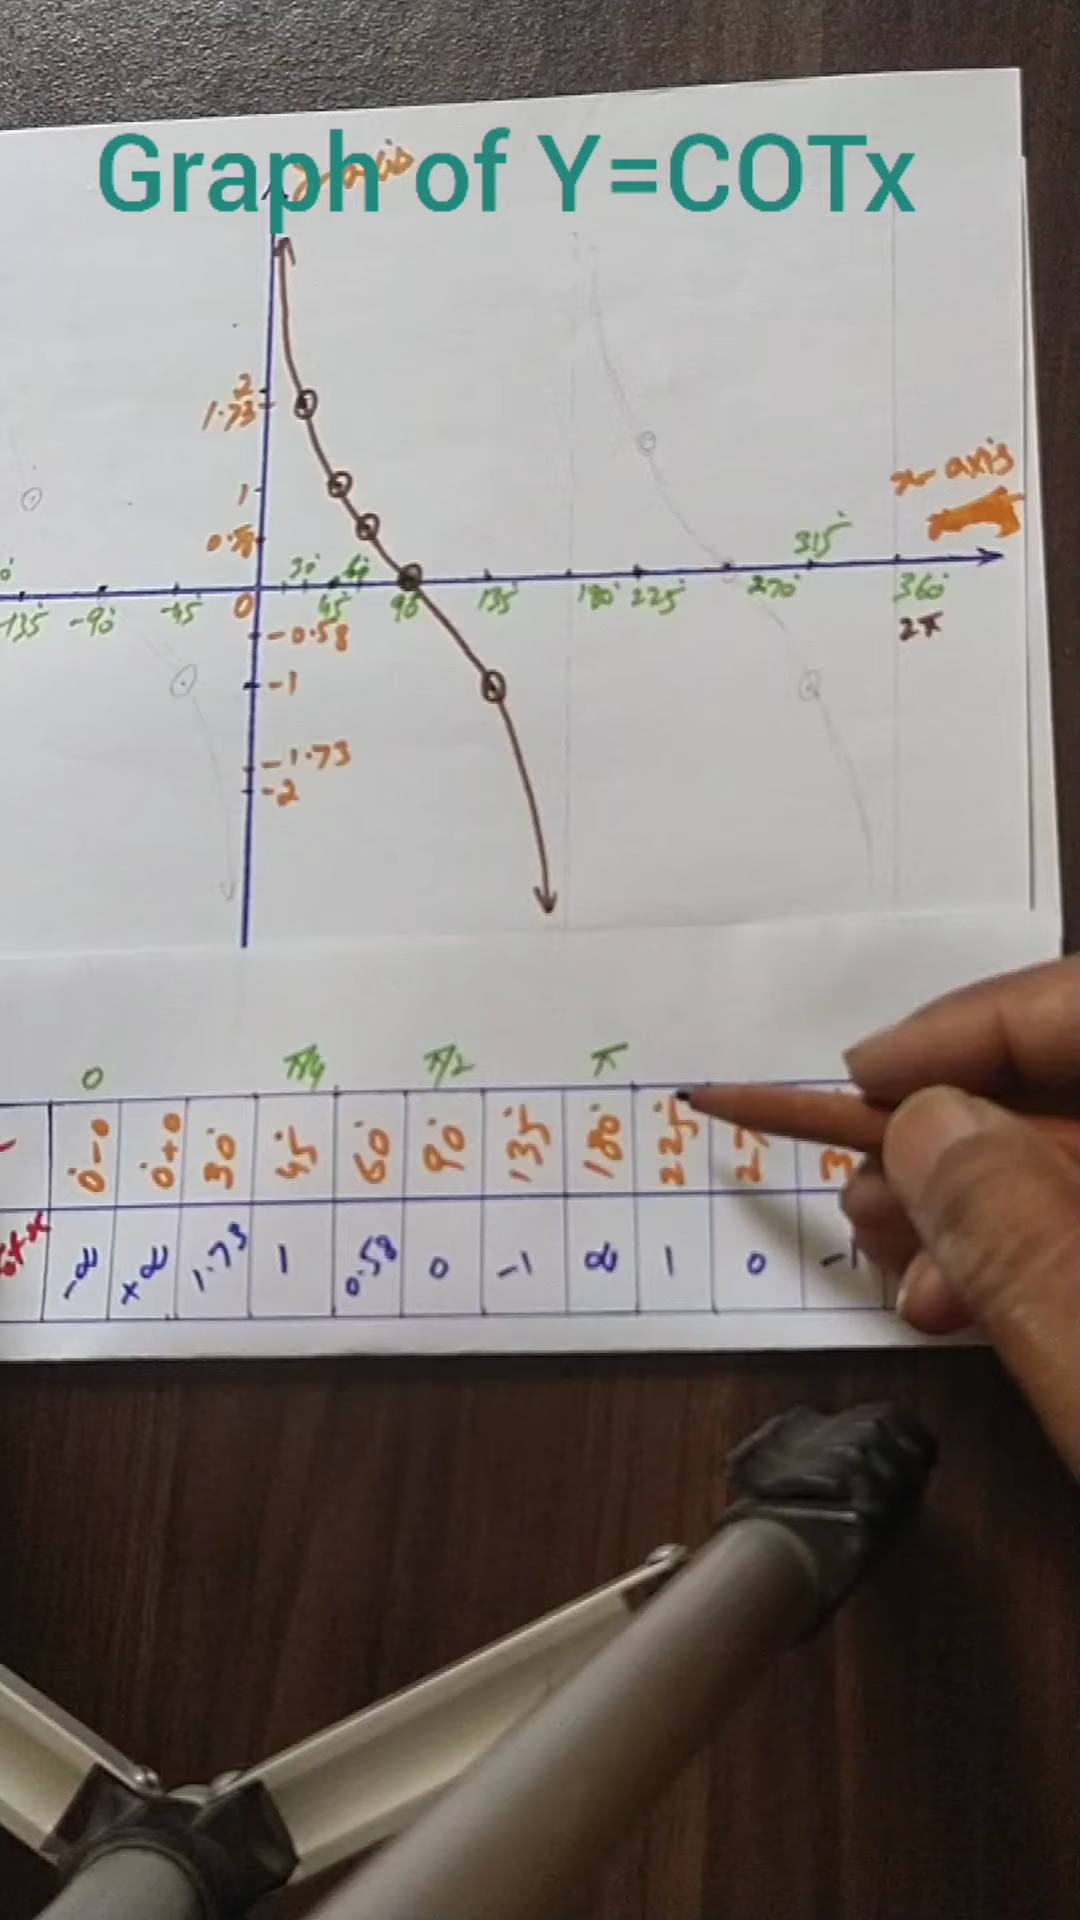 Graph of Y=COTx
y-axis
2
1.73
x-axis
1
0.58
315°
30° 60°
-135° -90° -45° 0 45° 90° 135° 180° 225° 270° 360°
2π
-0.58
-1
-1.73
-2
0 π/4 π/2 π
0°-0 0°+0 30° 45° 60° 90° 135° 180° 225°
cot x -∞ +∞ 1.73 1 0.58 0 -1 ∞ 1 0 -1